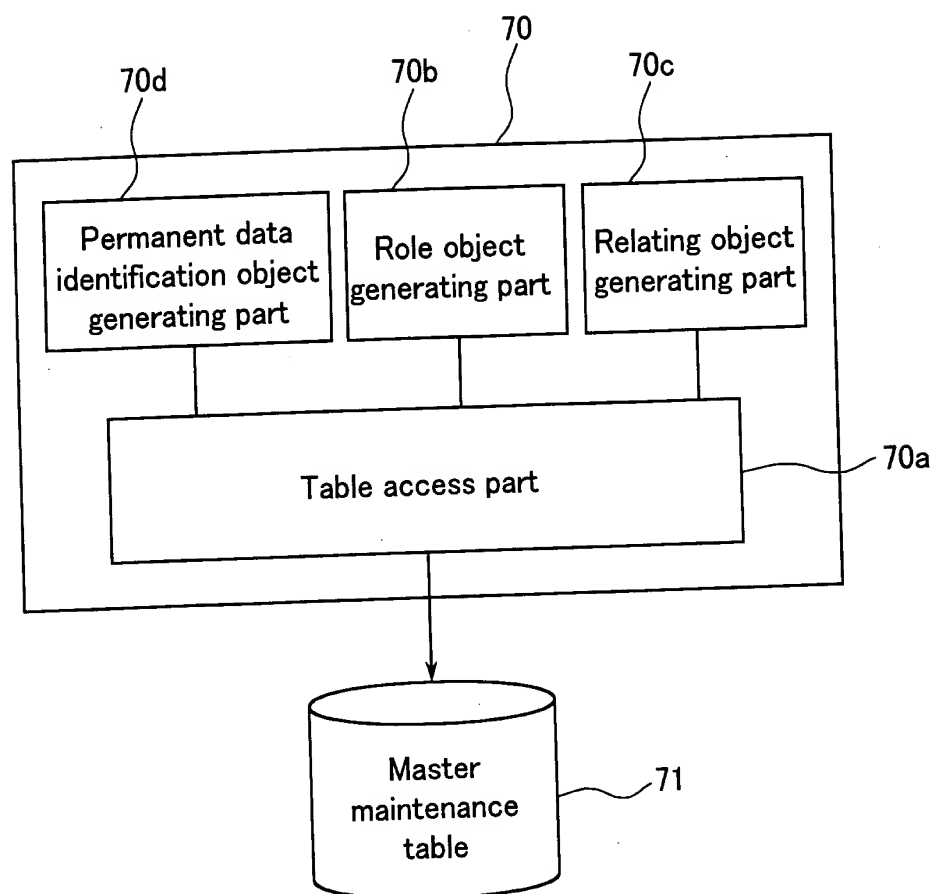 70
70d
70b
70c
Permanent data
identification object
generating part
Role object
generating part
Relating object
generating part
Table access part
70a
Master
maintenance
table
71